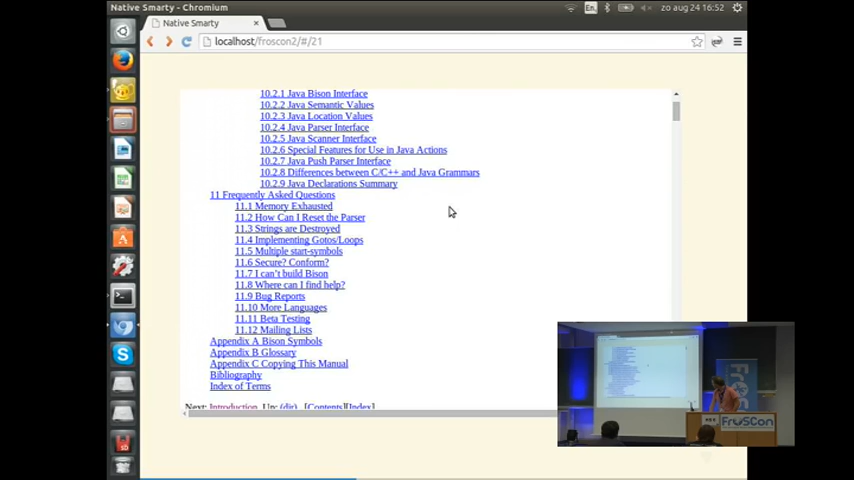 Native Smarty - Chromium
En
zo aug 24 16:52
Native Smarty
localhost/froscon2/#/21
10.2.1 Java Bison Interface
10.2.2 Java Semantic Values
10.2.3 Java Location Values
10.2.4 Java Parser Interface
10.2.5 Java Scanner Interface
10.2.6 Special Features for Use in Java Actions
10.2.7 Java Push Parser Interface
10.2.8 Differences between C/C++ and Java Grammars
10.2.9 Java Declarations Summary
11 Frequently Asked Questions
11.1 Memory Exhausted
11.2 How Can I Reset the Parser
11.3 Strings are Destroyed
11.4 Implementing Gotos/Loops
11.5 Multiple start-symbols
11.6 Secure? Conform?
11.7 I can't build Bison
11.8 Where can I find help?
11.9 Bug Reports
11.10 More Languages
11.11 Beta Testing
11.12 Mailing Lists
Appendix A Bison Symbols
Appendix B Glossary
Appendix C Copying This Manual
Bibliography
Index of Terms
Next: Introduction, Up: (dir) [Contents][Index]
FrOSCon